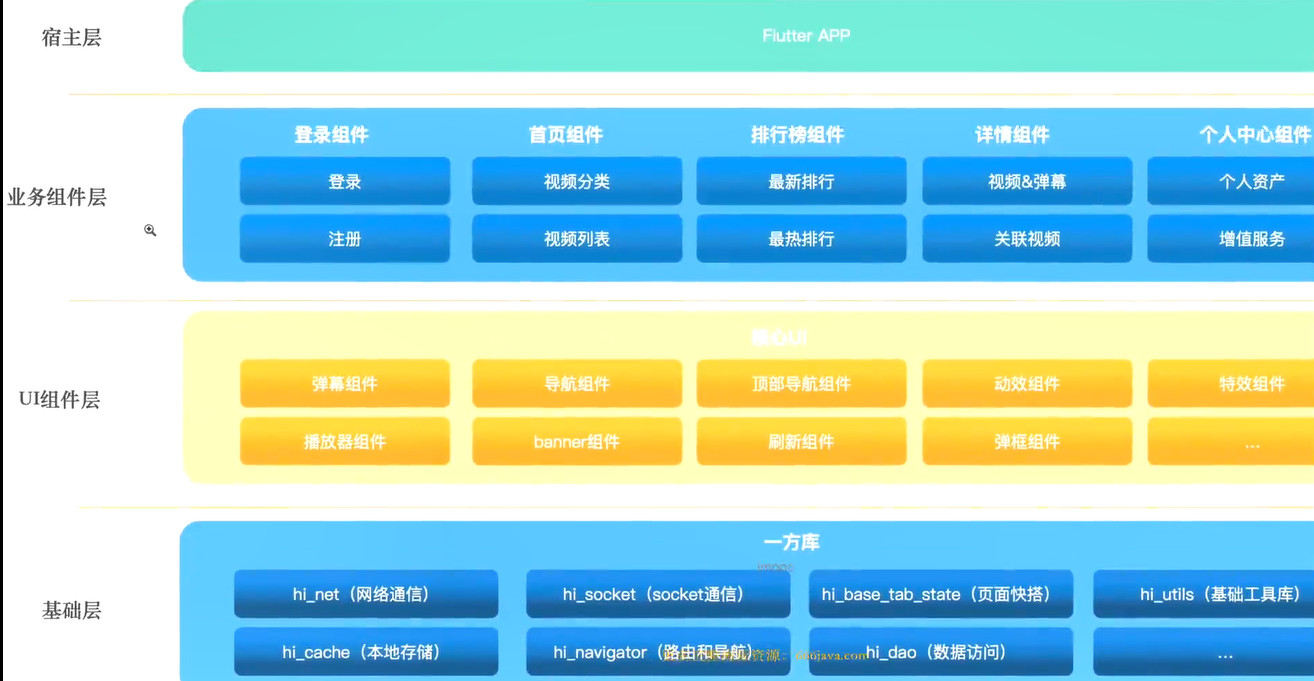 宿主层
Flutter APP
业务组件层
登录组件 首页组件 排行榜组件 详情组件 个人中心组件
登录 视频分类 最新排行 视频&弹幕 个人资产
注册 视频列表 最热排行 关联视频 增值服务
UI组件层
核心UI
弹幕组件 导航组件 顶部导航组件 动效组件 特效组件
播放器组件 banner组件 刷新组件 弹框组件 ...
基础层
一方库
hi_net（网络通信） hi_socket（socket通信） hi_base_tab_state（页面快搭） hi_utils（基础工具库）
hi_cache（本地存储） hi_navigator（路由和导航） hi_dao（数据访问） ...